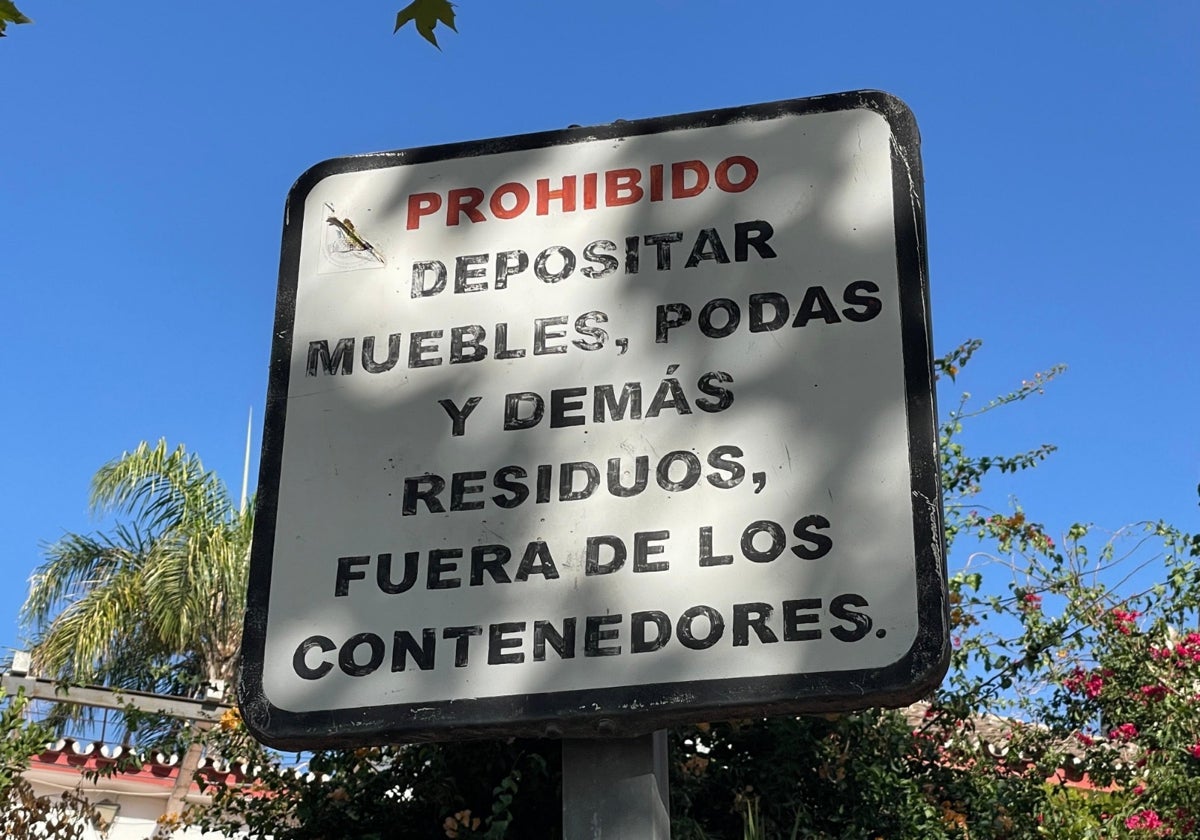 PROHIBIDO
DEPOSITAR
MUEBLES, PODAS
Y DEMÁS
RESIDUOS,
FUERA DE LOS
CONTENEDORES.